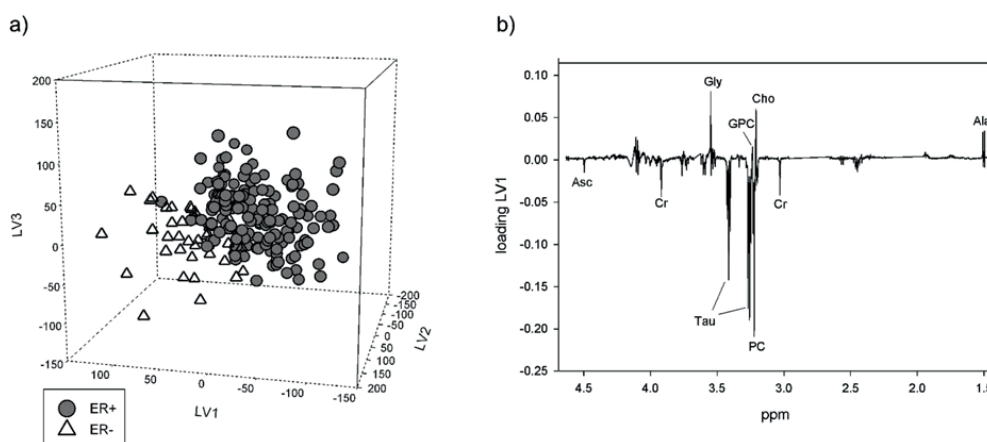 a)
200
150
100
50
0
-50
-100
-150
LV3
100
50
0
-50
-100
-150
LV1
-200
-150
-100
-50
0
50
100
150
200
LV2
ER+
ER-
b)
0.10
0.05
0.00
-0.05
-0.10
-0.15
-0.20
-0.25
loading LV1
Gly
Cho
GPC
Ala
Asc
Cr
Cr
Tau
PC
4.5
4.0
3.5
3.0
2.5
2.0
1.5
ppm